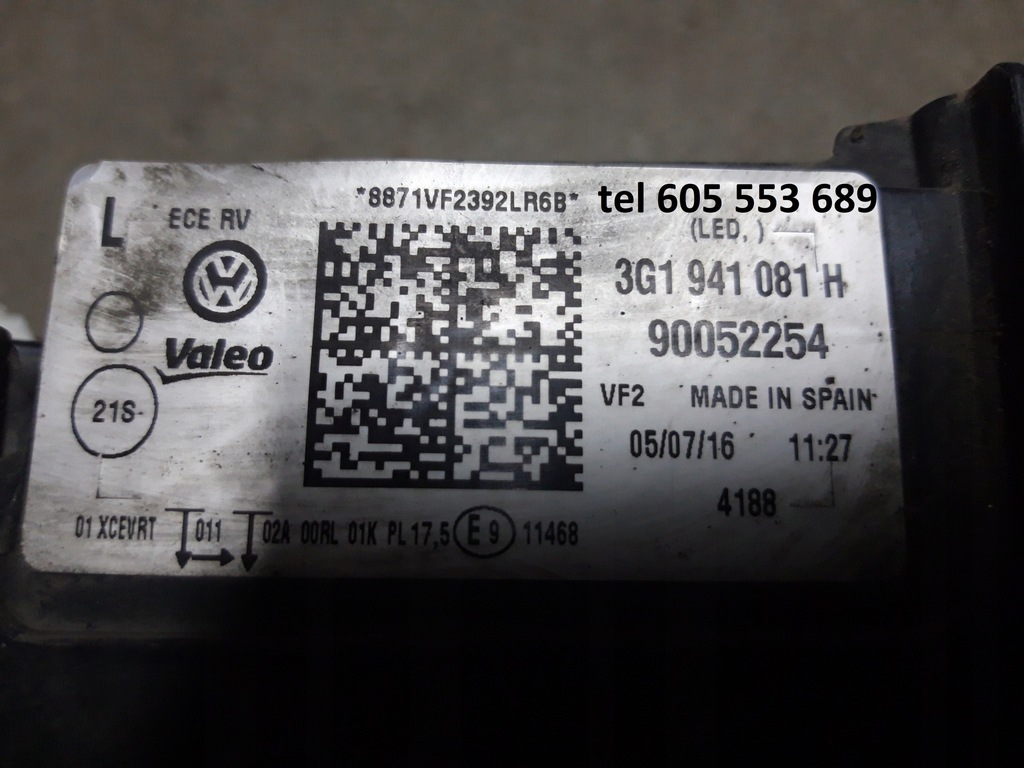 *8871VF2392LR6B*
tel 605 553 689
L
ECE RV
(LED, )
3G1 941 081 H
Valeo
90052254
21S
VF2 MADE IN SPAIN
05/07/16 11:27
4188
01 XCEVRT 011 02A 00RL 01K PL 17,5 E 9 11468